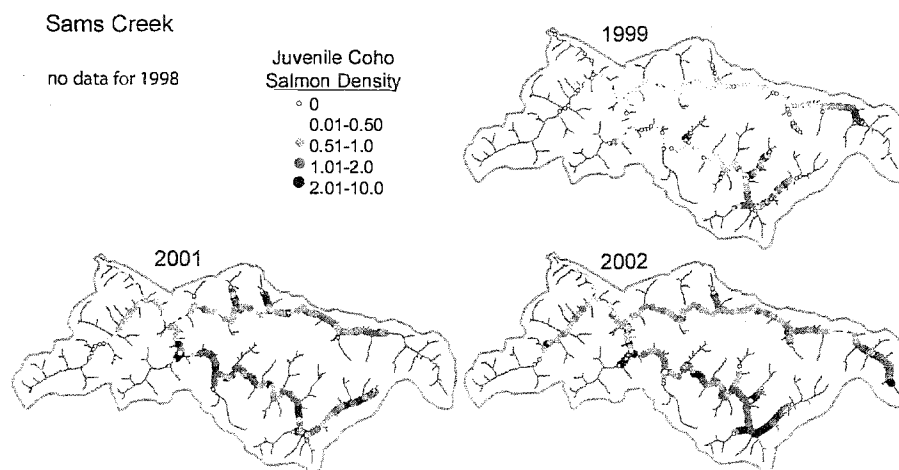 Sams Creek
no data for 1998
Juvenile Coho
Salmon Density
0
0.01-0.50
0.51-1.0
1.01-2.0
2.01-10.0
1999
2001
2002